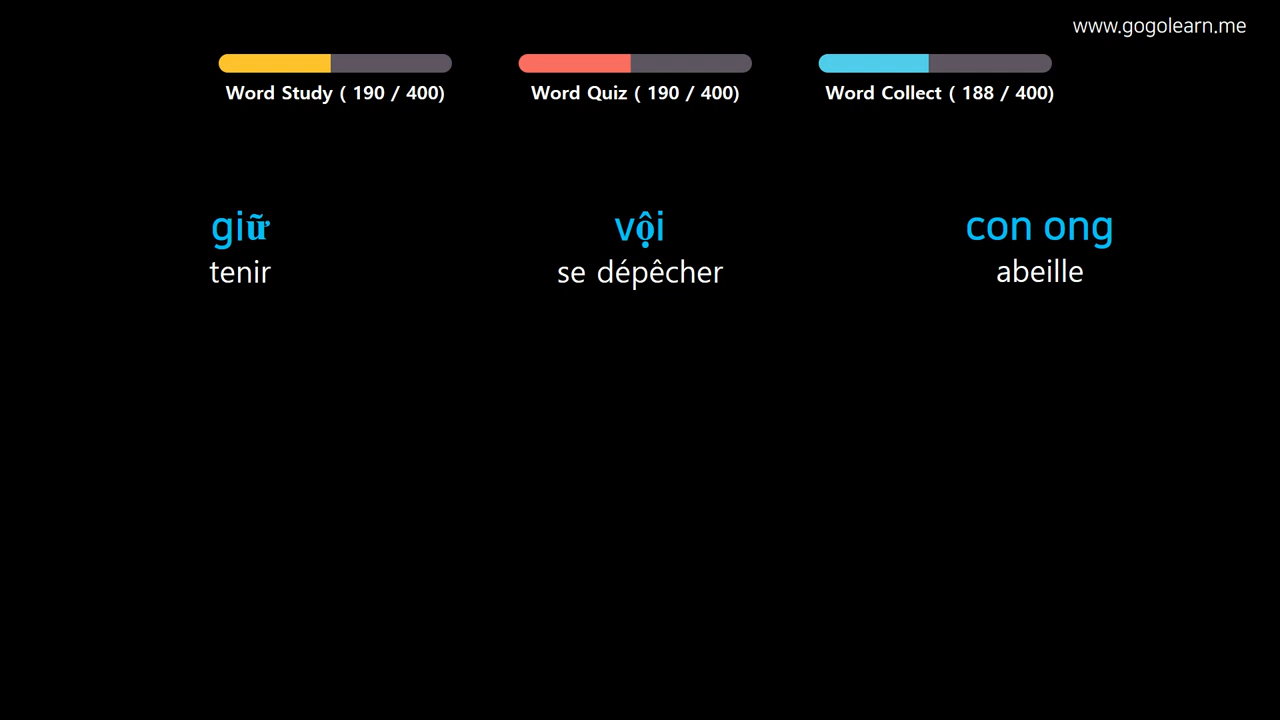 www.gogolearn.me
Word Study ( 190 / 400)
Word Quiz ( 190 / 400)
Word Collect ( 188 / 400)
giữ
tenir
vội
se dépêcher
con ong
abeille